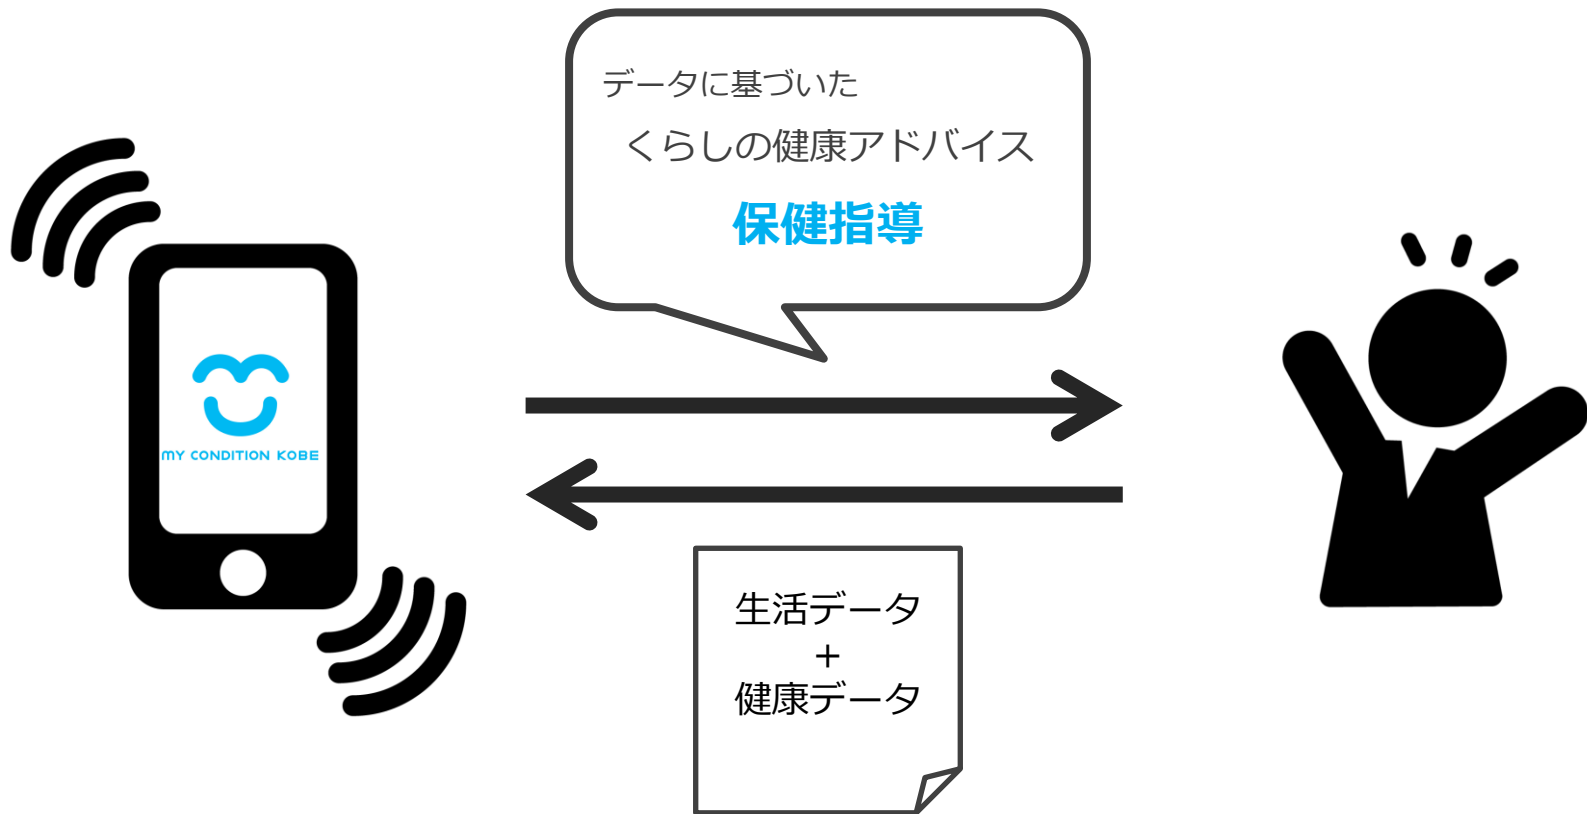 データに基づいた
くらしの健康アドバイス
保健指導
MY CONDITION KOBE
生活データ
+
健康データ